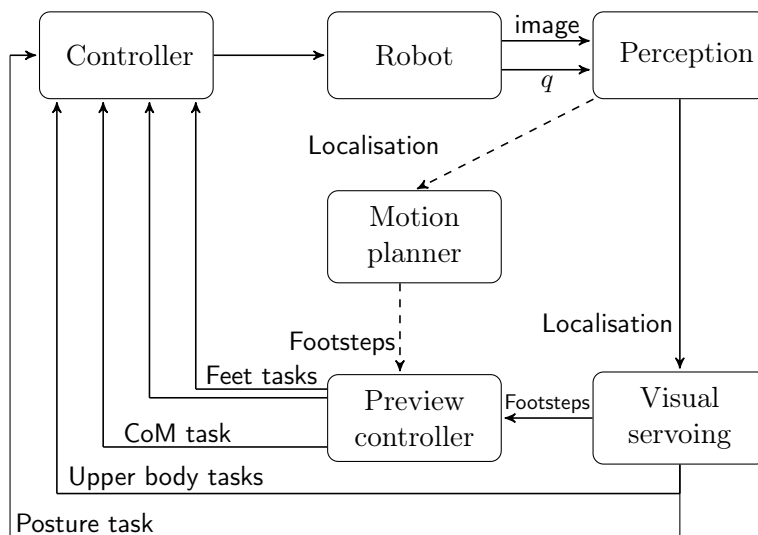 Controller
Robot
image
q
Perception
Localisation
Motion
planner
Localisation
Footsteps
Feet tasks
Preview
controller
Footsteps
Visual
servoing
CoM task
Upper body tasks
Posture task